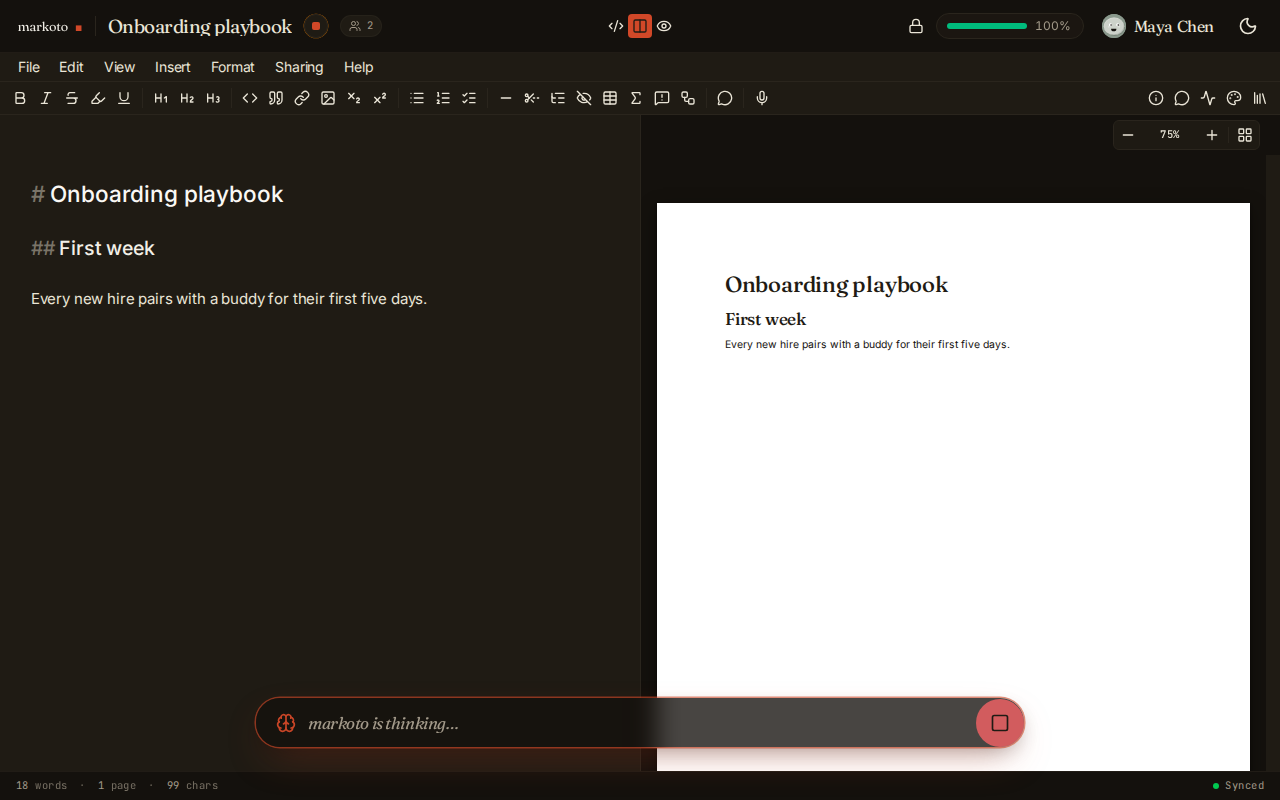 markoto
Onboarding playbook
2
100%
Maya Chen
File Edit View Insert Format Sharing Help
B I S U H1 H2 H3 x2 x2
75%
# Onboarding playbook
## First week
Every new hire pairs with a buddy for their first five days.
Onboarding playbook
First week
Every new hire pairs with a buddy for their first five days.
markoto is thinking...
18 words · 1 page · 99 chars
Synced